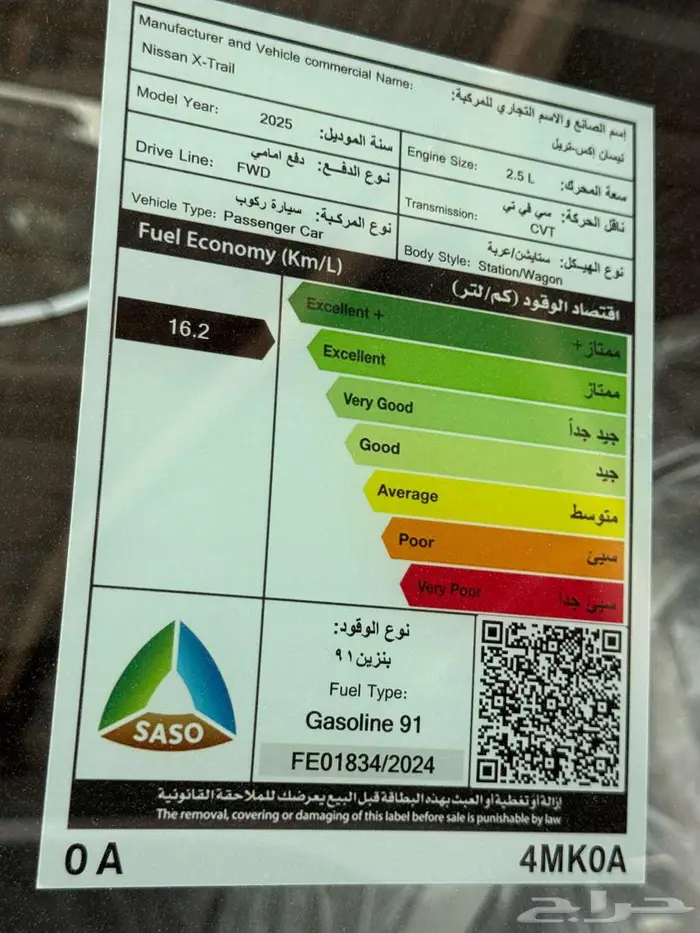 Manufacturer and Vehicle commercial Name: إسم الصانع والاسم التجاري للمركبة:
Nissan X-Trail نيسان إكس-تريل
Model Year: 2025 سنة الموديل: Engine Size: 2.5 L سعة المحرك:
Drive Line: دفع امامي نوع الدفـــع: Transmission: سي في تي ناقل الحركة:
FWD CVT
Vehicle Type: سيارة ركوب نوع المركبة: Body Style: ستايشن/عربة نوع الهيـكل:
Passenger Car Station/Wagon
Fuel Economy (Km/L) اقتصاد الوقود (كم/لتر)
16.2
Excellent + ممتاز+
Excellent ممتاز
Very Good جيد جداً
Good جيد
Average متوسط
Poor سيئ
Very Poor سيئ جدا
نوع الوقود:
بنزين ٩١
Fuel Type:
Gasoline 91
SASO
FE01834/2024
إزالة أو تغطية أو العبث بهذه البطاقة قبل البيع يعرضك للملاحقة القانونية
The removal, covering or damaging of this label before sale is punishable by law
0 A 4MK0A
حراج